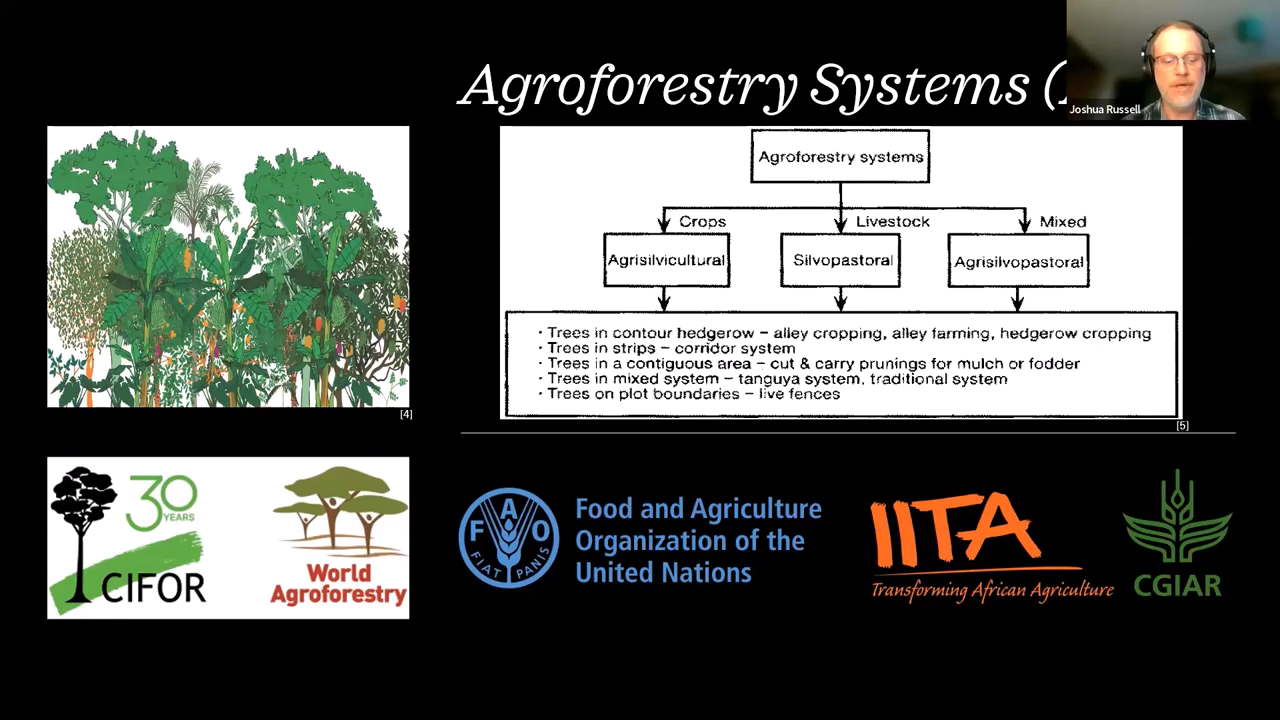 Agroforestry Systems (
Joshua Russell
Agroforestry systems
Crops
Livestock
Mixed
Agrisilvicultural
Silvopastoral
Agrisilvopastoral
· Trees in contour hedgerow – alley cropping, alley farming, hedgerow cropping
· Trees in strips – corridor system
· Trees in a contiguous area – cut & carry prunings for mulch or fodder
· Trees in mixed system – tanguya system, traditional system
· Trees on plot boundaries – live fences
[4]
[5]
30
YEARS
CIFOR
World
Agroforestry
F A O
FIAT PANIS
Food and Agriculture
Organization of the
United Nations
IITA
Transforming African Agriculture
CGIAR